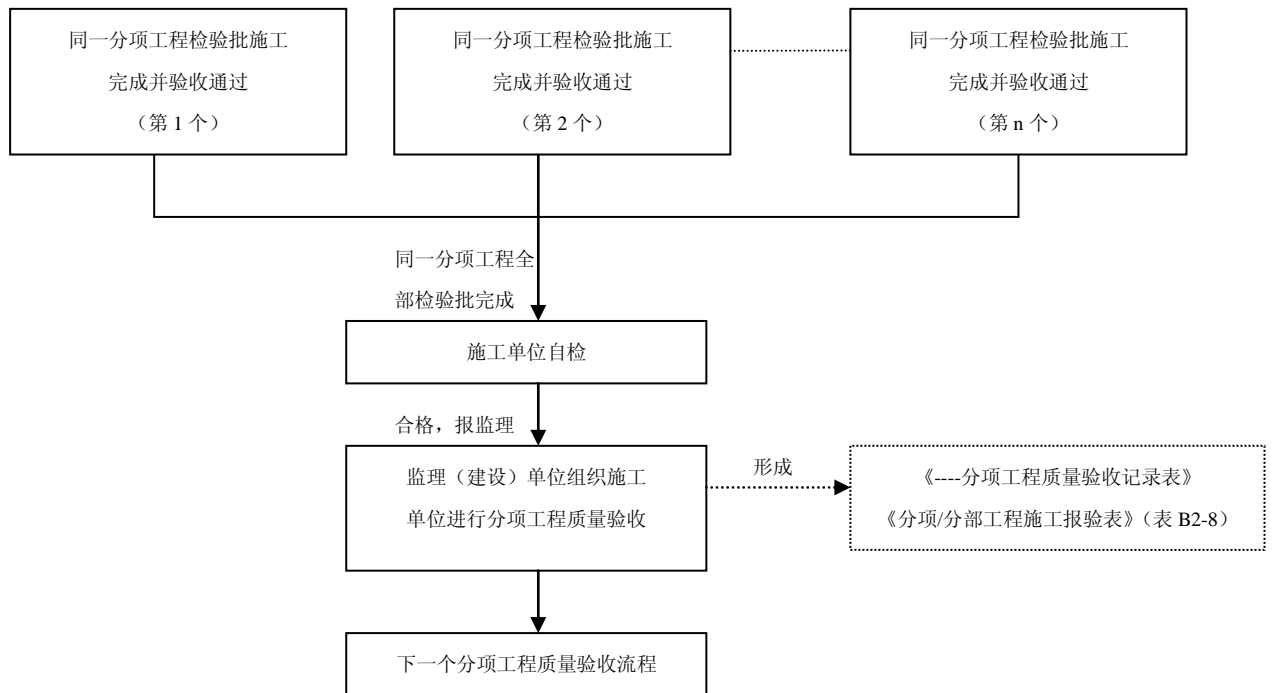 同一分项工程检验批施工
完成并验收通过
（第 1 个）
同一分项工程检验批施工
完成并验收通过
（第 2 个）
同一分项工程检验批施工
完成并验收通过
（第 n 个）
同一分项工程全
部检验批完成
施工单位自检
合格，报监理
监理（建设）单位组织施工
单位进行分项工程质量验收
形成
《----分项工程质量验收记录表》
《分项/分部工程施工报验表》（表 B2-8）
下一个分项工程质量验收流程